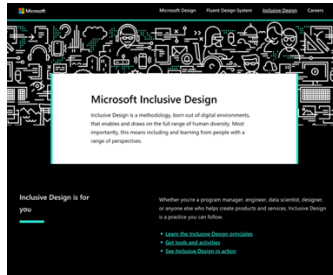 Microsoft
Microsoft Design Fluent Design System Inclusive Design Careers
Microsoft Inclusive Design
Inclusive Design is a methodology, born out of digital environments,
that enables and draws on the full range of human diversity. Most
importantly, this means including and learning from people with a
range of perspectives.
Inclusive Design is for
you
Whether you're a program manager, engineer, data scientist, designer,
or anyone else who helps create products and services, Inclusive Design
is a practice you can follow.
• Learn the Inclusive Design principles
• Get tools and activities
• See Inclusive Design in action